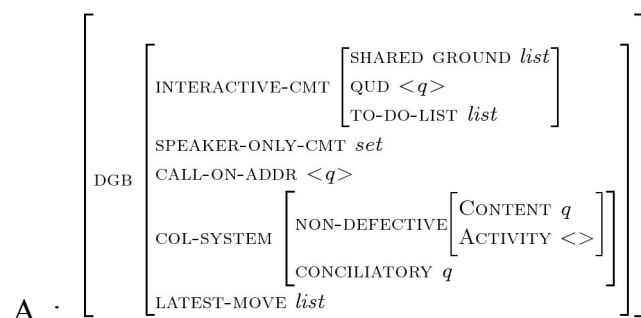 SHARED GROUND list
INTERACTIVE-CMT QUD <q>
TO-DO-LIST list
SPEAKER-ONLY-CMT set
CALL-ON-ADDR <q>
DGB
CONTENT q
NON-DEFECTIVE
ACTIVITY <>
COL-SYSTEM
CONCILIATORY q
LATEST-MOVE list
A :